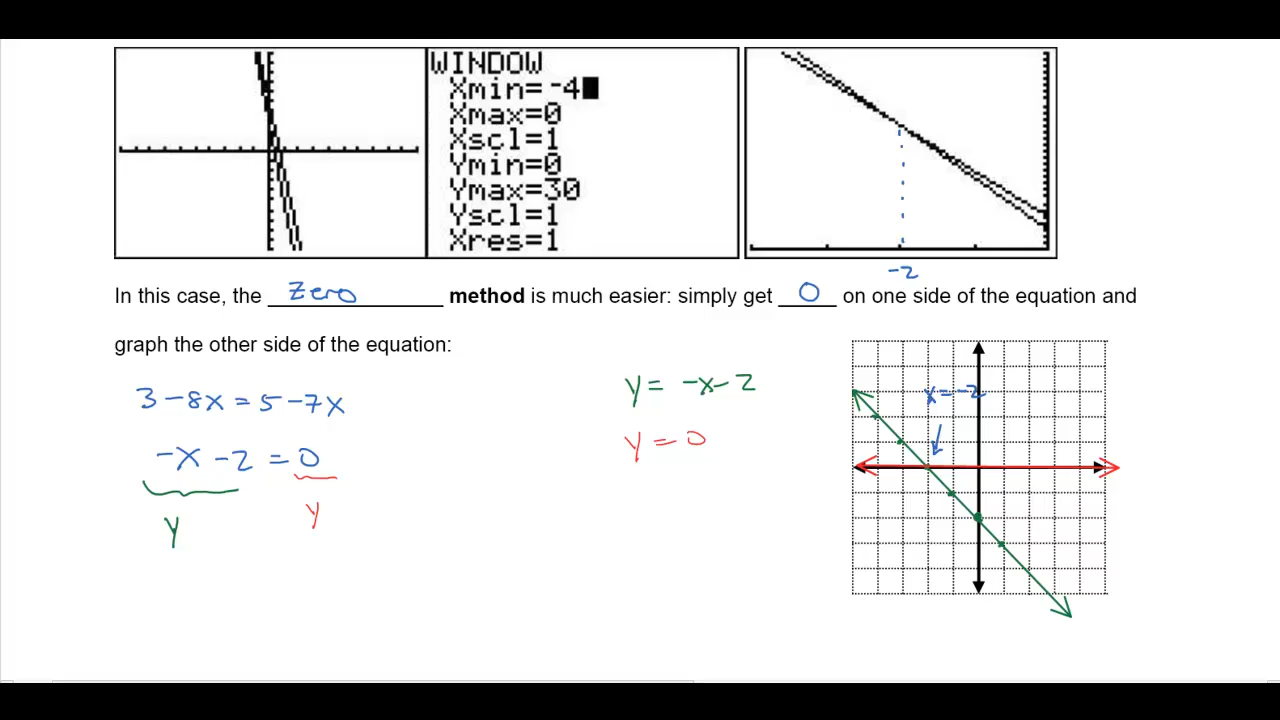 WINDOW
Xmin=-4
Xmax=0
Xscl=1
Ymin=0
Ymax=30
Yscl=1
Xres=1
-2
In this case, the zero method is much easier: simply get 0 on one side of the equation and
graph the other side of the equation:
3-8x=5-7x
-x-2=0
y y
y=-x-2
y=0
x=-2